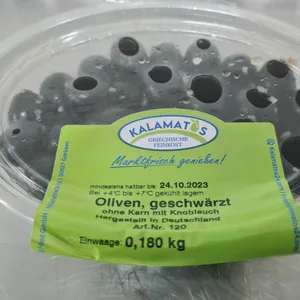 KALAMATOS
GRIECHISCHE
FEINKOST
Marktfrisch genießen!
mindestens haltbar bis: 24.10.2023
Bei +4°C bis +7°C gekühlt lagern
Oliven, geschwärzt
ohne Kern mit Knoblauch
Hergestellt in Deutschland
Art.Nr. 120
Einwaage: 0,180 kg